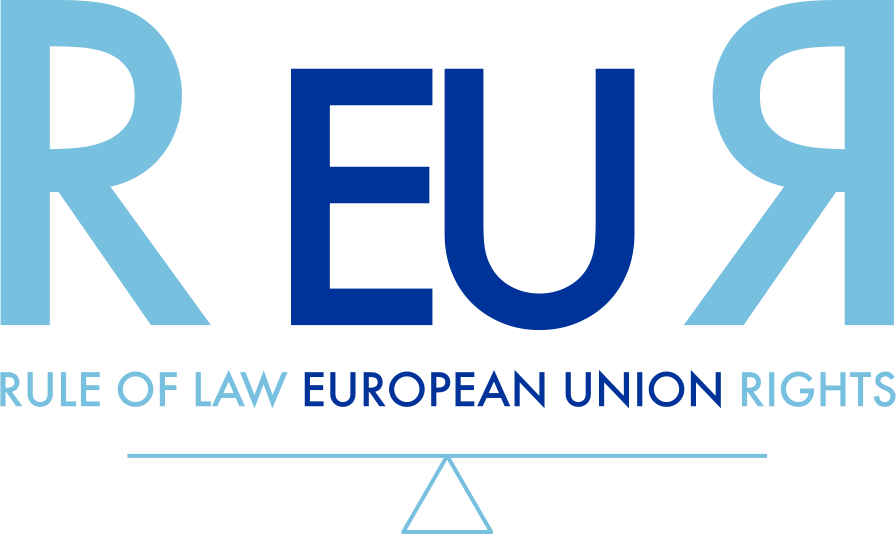 R EU R
RULE OF LAW EUROPEAN UNION RIGHTS